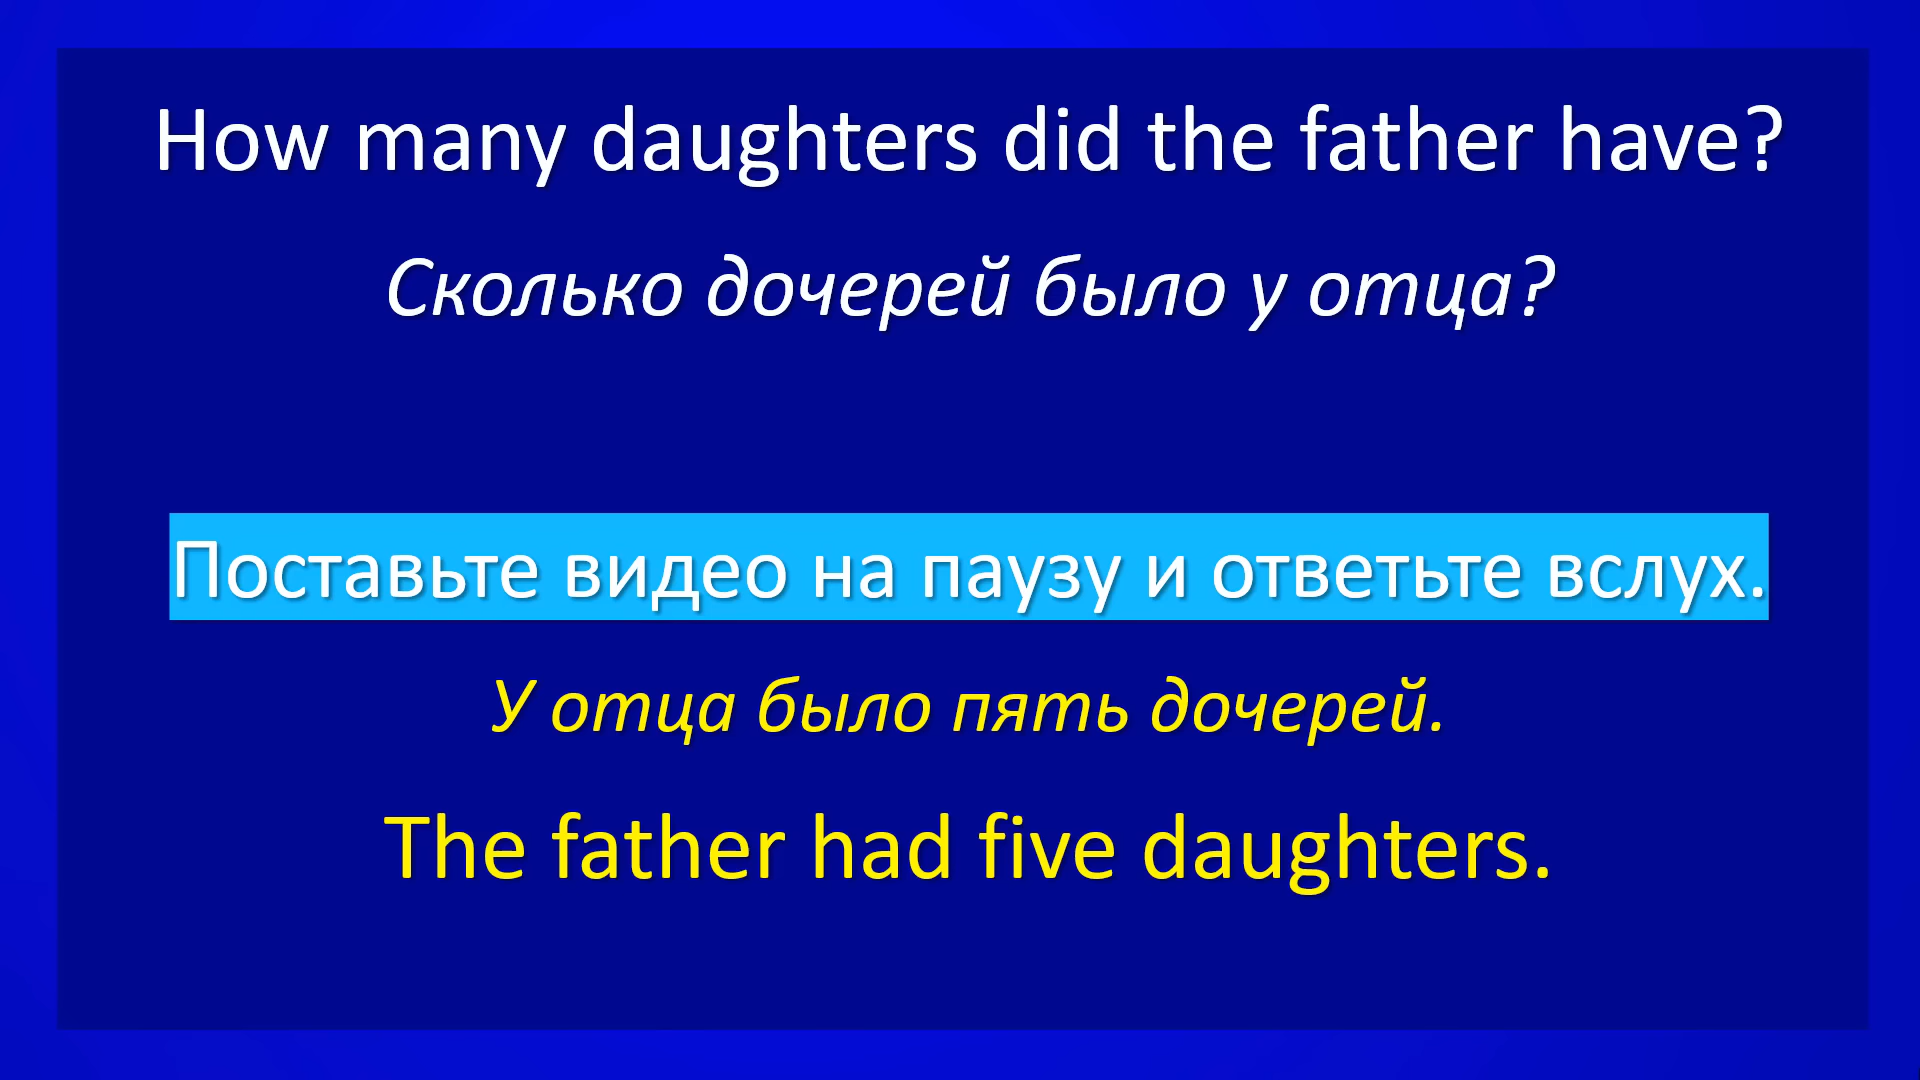 How many daughters did the father have?
Сколько дочерей было у отца?
Поставьте видео на паузу и ответьте вслух.
У отца было пять дочерей.
The father had five daughters.